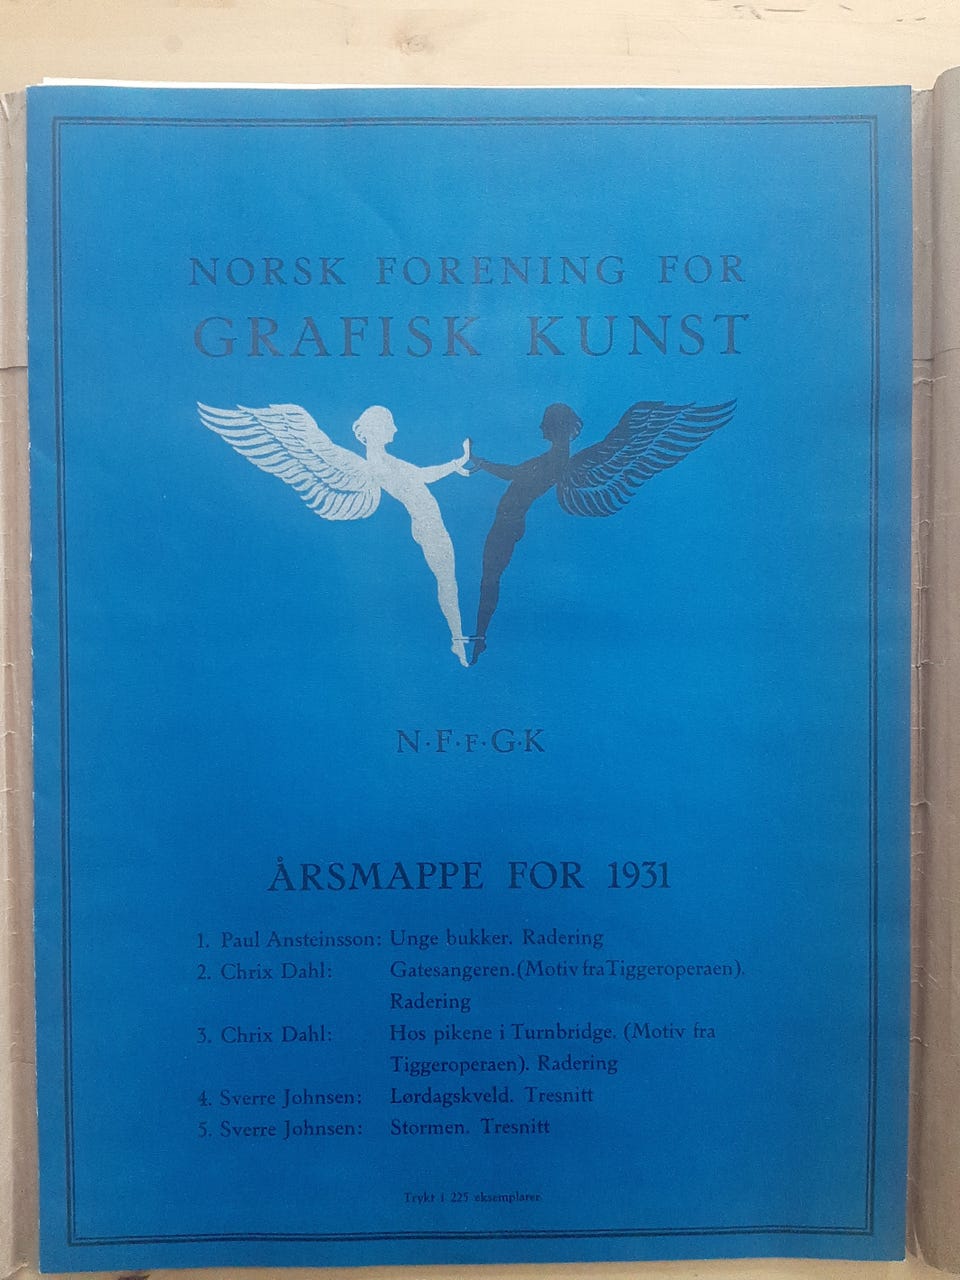 NORSK FORENING FOR
GRAFISK KUNST
N·F·F·G·K
ÅRSMAPPE FOR 1931
1. Paul Ansteinsson: Unge bukker. Radering
2. Chrix Dahl: Gatesangeren. (Motiv fra Tiggeroperaen).
Radering
3. Chrix Dahl: Hos pikene i Turnbridge. (Motiv fra
Tiggeroperaen). Radering
4. Sverre Johnsen: Lørdagskveld. Tresnitt
5. Sverre Johnsen: Stormen. Tresnitt
Trykt i 225 eksemplarer